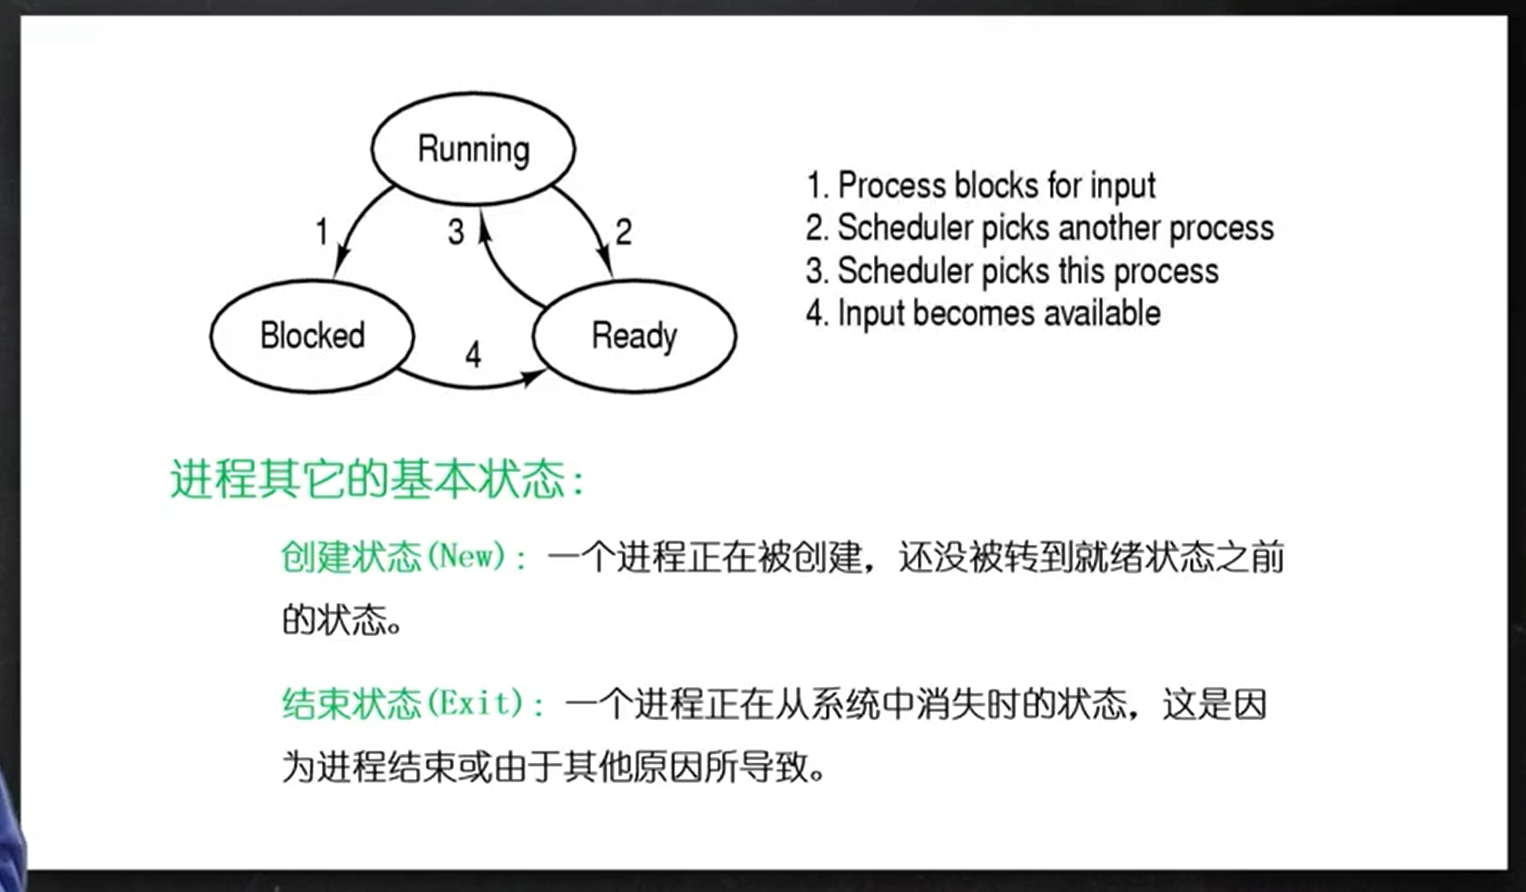 Running
1
3
2
Blocked
4
Ready
1. Process blocks for input
2. Scheduler picks another process
3. Scheduler picks this process
4. Input becomes available
进程其它的基本状态：
创建状态(New)：一个进程正在被创建，还没被转到就绪状态之前
的状态。
结束状态(Exit)：一个进程正在从系统中消失时的状态，这是因
为进程结束或由于其他原因所导致。